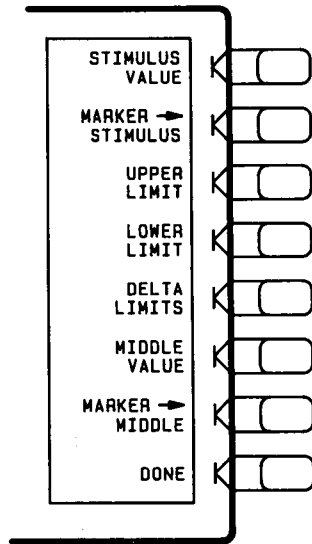 STIMULUS
VALUE
MARKER →
STIMULUS
UPPER
LIMIT
LOWER
LIMIT
DELTA
LIMITS
MIDDLE
VALUE
MARKER →
MIDDLE
DONE